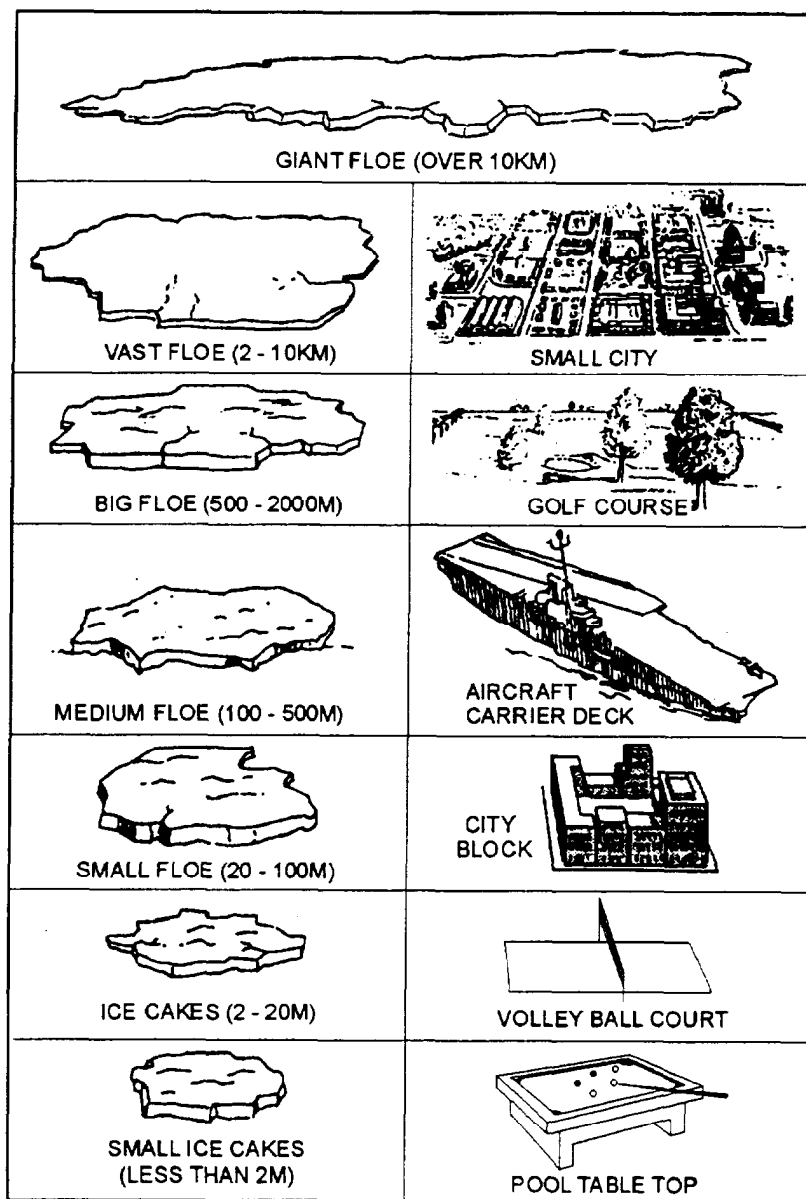 GIANT FLOE (OVER 10KM)
VAST FLOE (2 - 10KM)
SMALL CITY
BIG FLOE (500 - 2000M)
GOLF COURSE
MEDIUM FLOE (100 - 500M)
AIRCRAFT
CARRIER DECK
SMALL FLOE (20 - 100M)
CITY
BLOCK
ICE CAKES (2 - 20M)
VOLLEY BALL COURT
SMALL ICE CAKES
(LESS THAN 2M)
POOL TABLE TOP